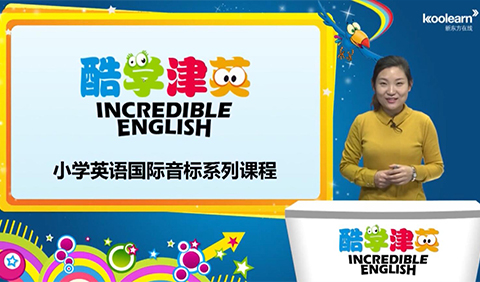 koolearn
新东方在线
酷学津英
INCREDIBLE
ENGLISH
小学英语国际音标系列课程
酷学津英
INCREDIBLE
ENGLISH